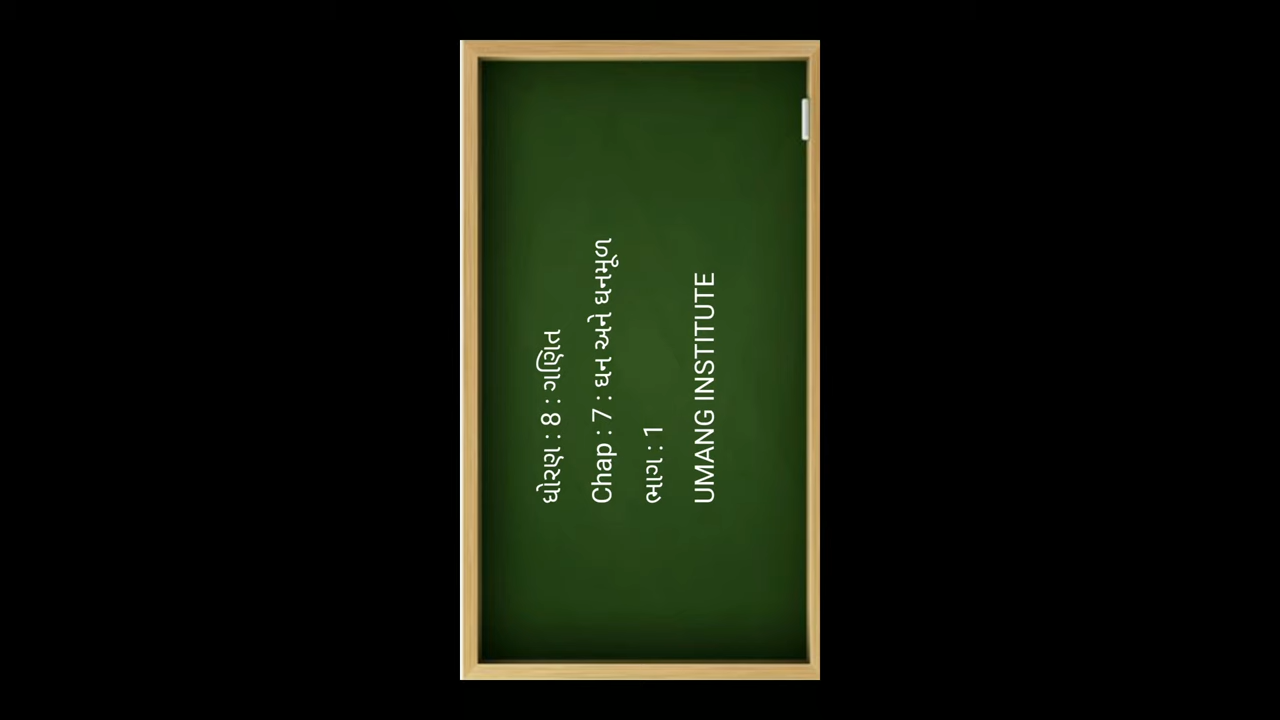 ધોરણ : 8 : ગણિત
Chap : 7 : ઘન અને ઘનમૂળ
ભાગ : 1
UMANG INSTITUTE